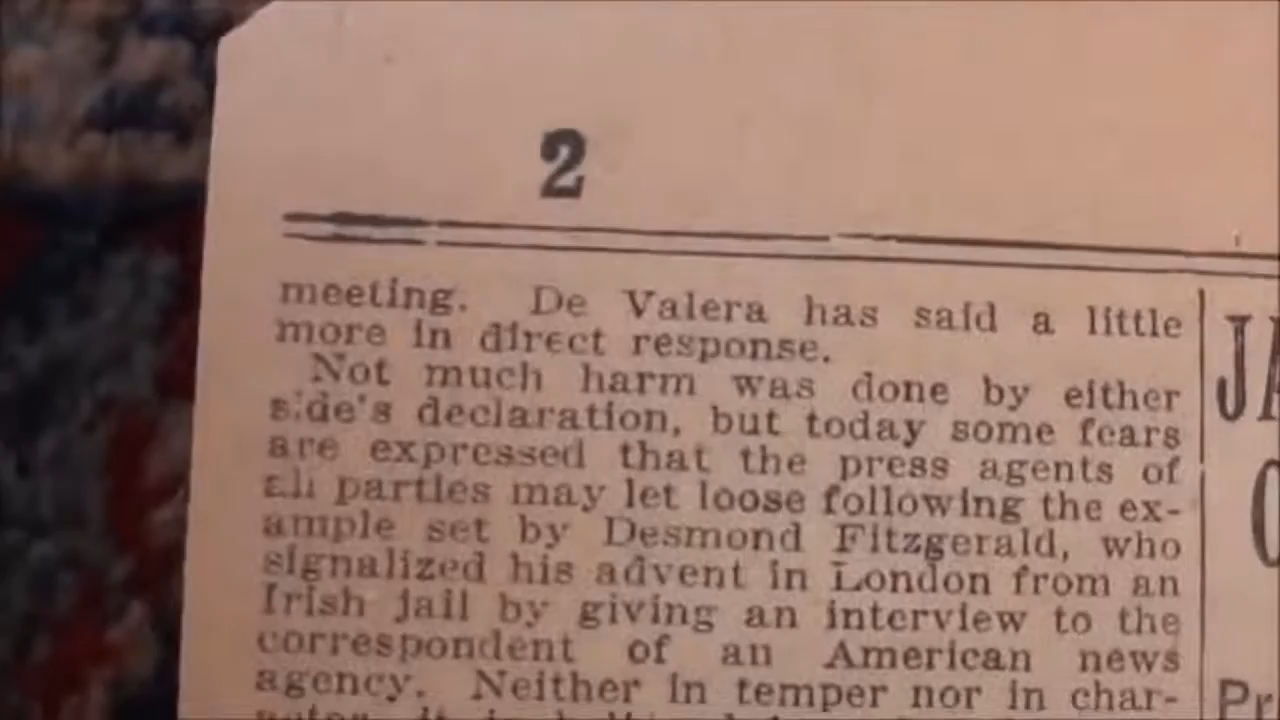 2
meeting. De Valera has said a little
more in direct response.
Not much harm was done by either
side's declaration, but today some fears
are expressed that the press agents of
all parties may let loose following the ex-
ample set by Desmond Fitzgerald, who
signalized his advent in London from an
Irish jail by giving an interview to the
correspondent of an American news
agency. Neither in temper nor in char-
JA
Pr